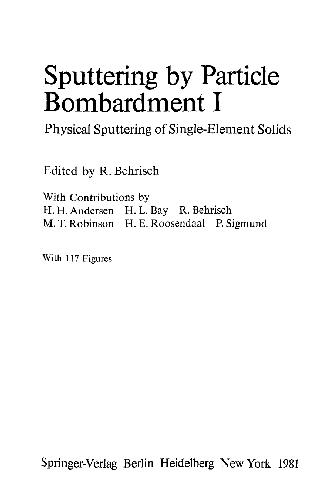 Sputtering by Particle
Bombardment I
Physical Sputtering of Single-Element Solids
Edited by R. Behrisch
With Contributions by
H. H. Andersen H. L. Bay R. Behrisch
M. T. Robinson H. E. Roosendaal P. Sigmund
With 117 Figures
Springer-Verlag Berlin Heidelberg New York 1981